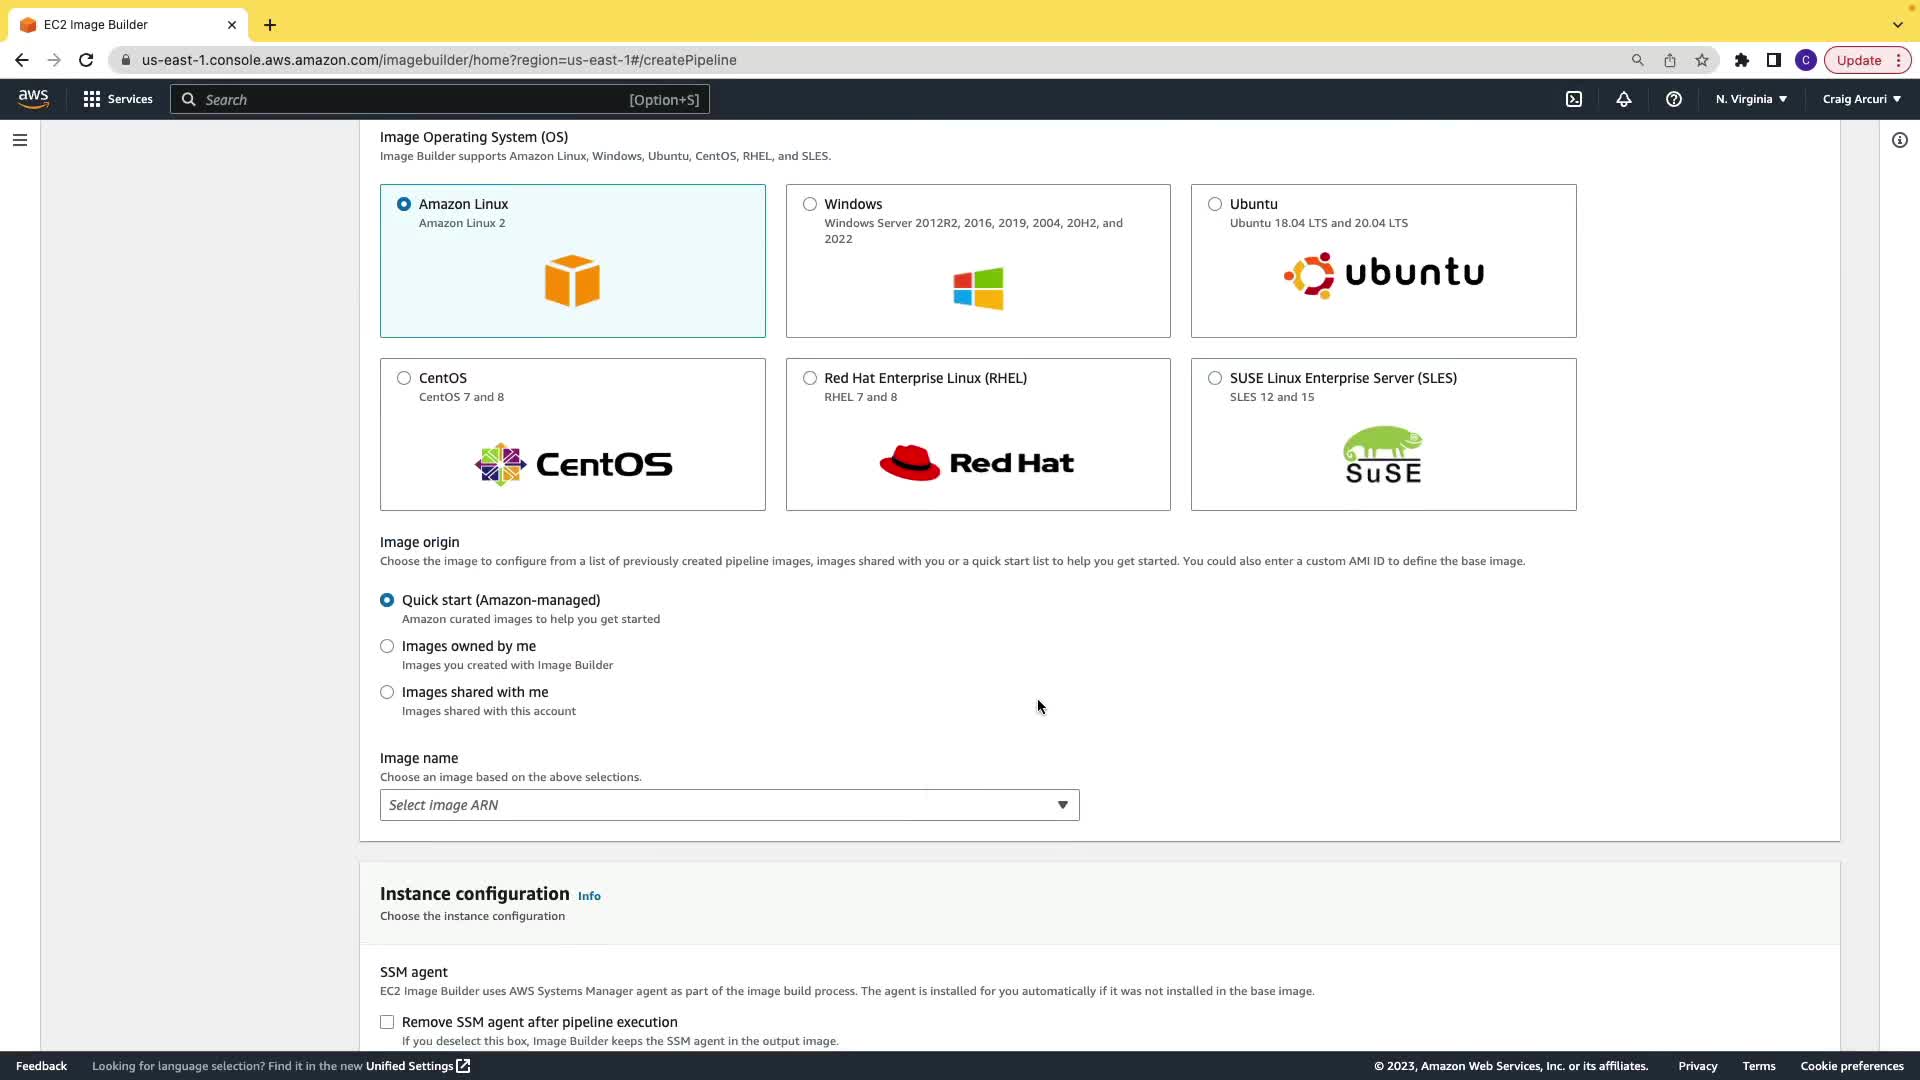 EC2 Image Builder
us-east-1.console.aws.amazon.com/imagebuilder/home?region=us-east-1#/createPipeline
C
Update
aws
Services
Search
[Option+S]
N. Virginia
Craig Arcuri
Image Operating System (OS)
Image Builder supports Amazon Linux, Windows, Ubuntu, CentOS, RHEL, and SLES.
Amazon Linux
Amazon Linux 2
Windows
Windows Server 2012R2, 2016, 2019, 2004, 20H2, and
2022
Ubuntu
Ubuntu 18.04 LTS and 20.04 LTS
ubuntu
CentOS
CentOS 7 and 8
CentOS
Red Hat Enterprise Linux (RHEL)
RHEL 7 and 8
Red Hat
SUSE Linux Enterprise Server (SLES)
SLES 12 and 15
SuSE
Image origin
Choose the image to configure from a list of previously created pipeline images, images shared with you or a quick start list to help you get started. You could also enter a custom AMI ID to define the base image.
Quick start (Amazon-managed)
Amazon curated images to help you get started
Images owned by me
Images you created with Image Builder
Images shared with me
Images shared with this account
Image name
Choose an image based on the above selections.
Select image ARN
Instance configuration Info
Choose the instance configuration
SSM agent
EC2 Image Builder uses AWS Systems Manager agent as part of the image build process. The agent is installed for you automatically if it was not installed in the base image.
Remove SSM agent after pipeline execution
If you deselect this box, Image Builder keeps the SSM agent in the output image.
Feedback
Looking for language selection? Find it in the new Unified Settings
© 2023, Amazon Web Services, Inc. or its affiliates.
Privacy
Terms
Cookie preferences